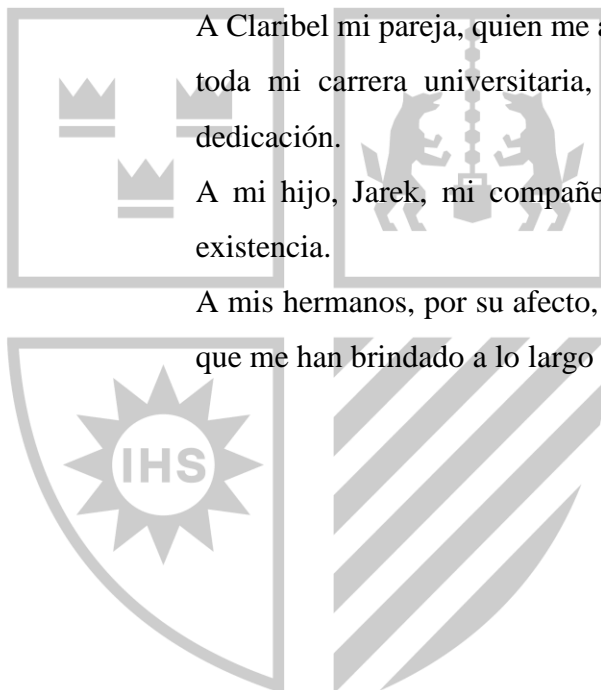 A Claribel mi pareja, quien me
toda mi carrera universitaria,
dedicación.
A mi hijo, Jarek, mi
existencia.
A mis hermanos, por su afecto,
que me han brindado a lo largo
IHS